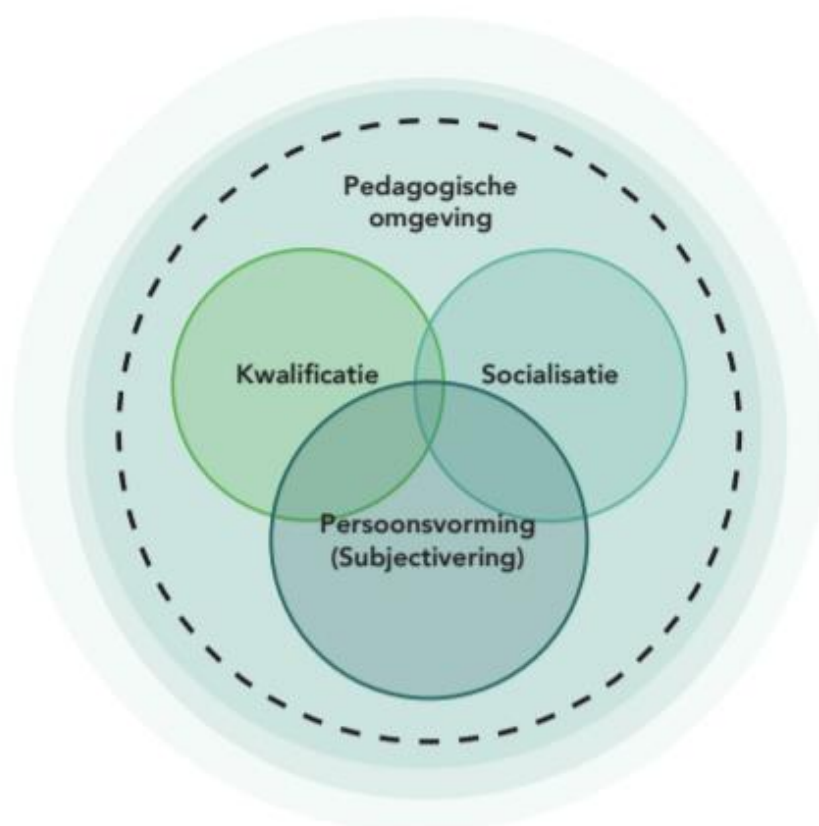 Pedagogische
omgeving
Kwalificatie
Socialisatie
Persoonsvorming
(Subjectivering)